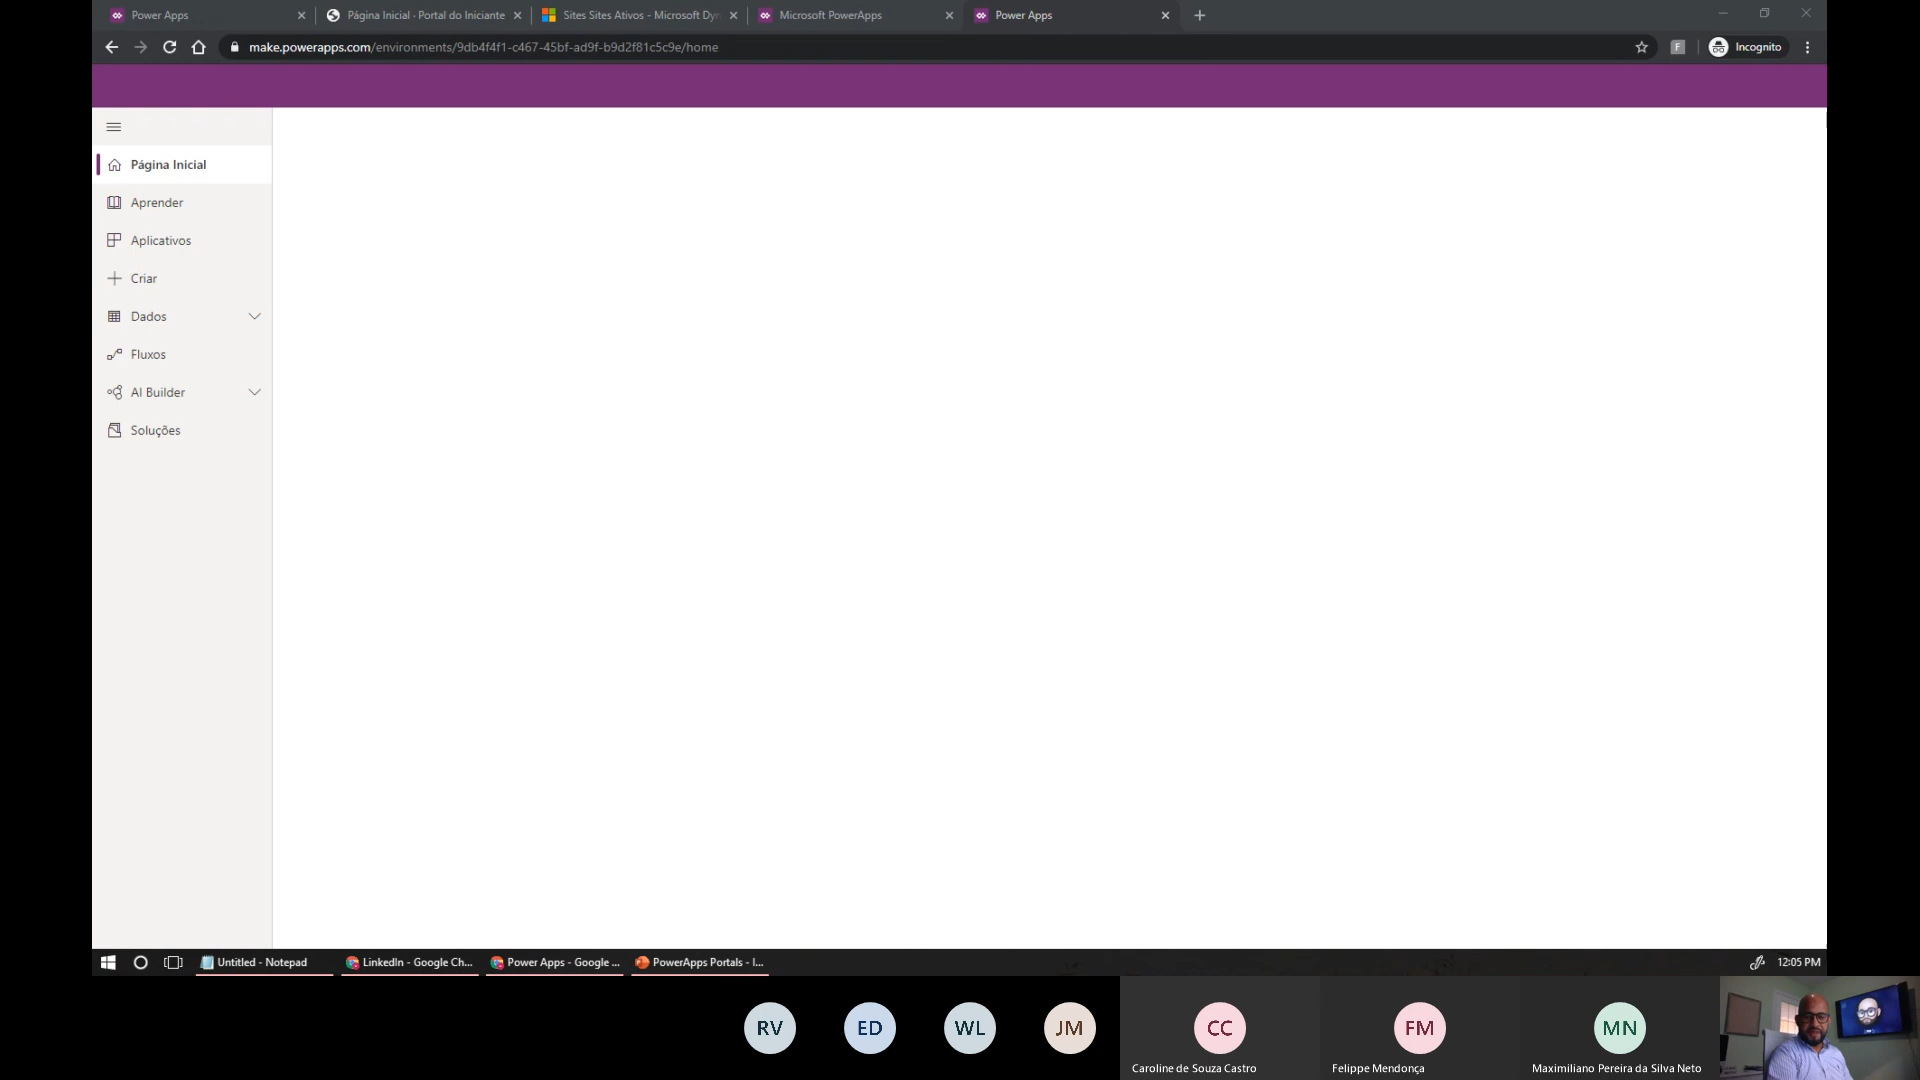 Power Apps
Página Inicial · Portal do Iniciante
Sites Sites Ativos - Microsoft Dyn
Microsoft PowerApps
Power Apps
make.powerapps.com/environments/9db4f4f1-c467-45bf-ad9f-b9d2f81c5c9e/home
F
Incognito
Página Inicial
Aprender
Aplicativos
Criar
Dados
Fluxos
AI Builder
Soluções
Untitled - Notepad
LinkedIn - Google Ch...
Power Apps - Google ...
PowerApps Portals - I...
12:05 PM
RV
ED
WL
JM
CC
FM
MN
Caroline de Souza Castro
Felippe Mendonça
Maximiliano Pereira da Silva Neto